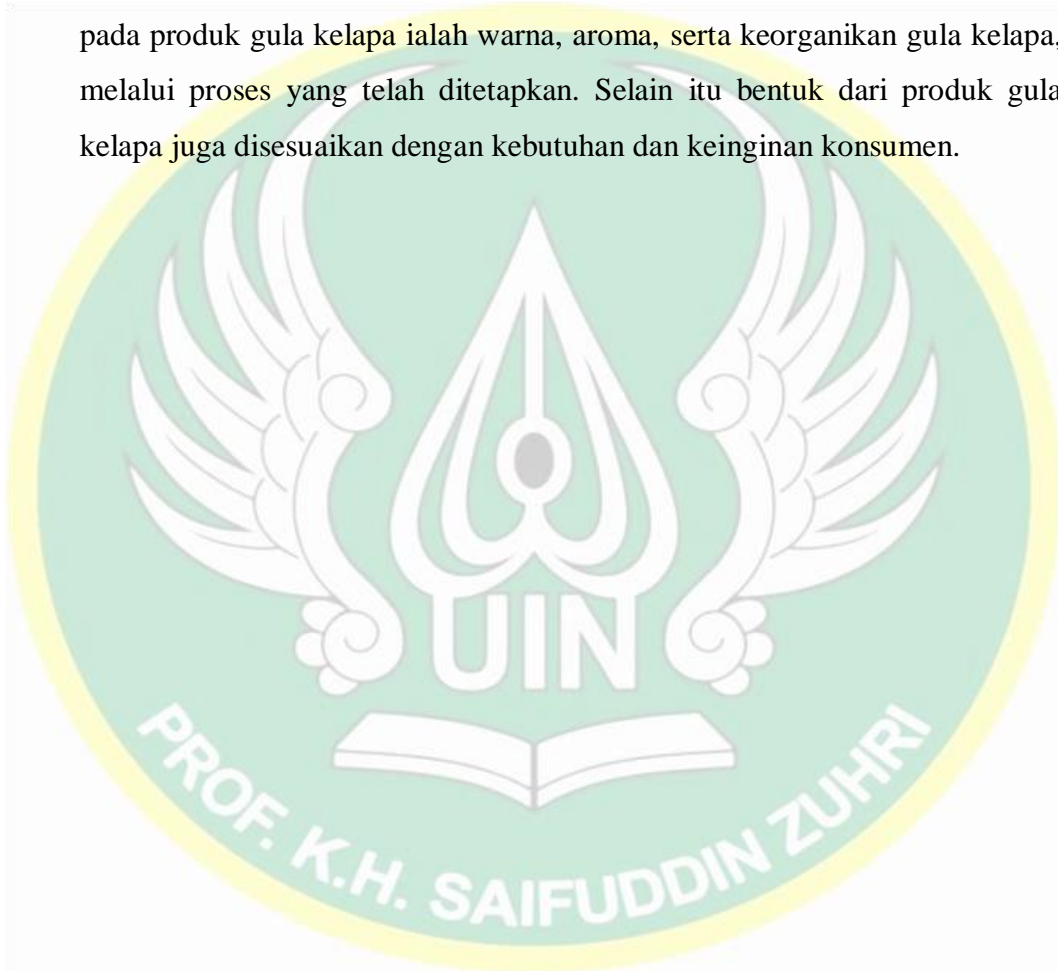 pada produk gula kelapa ialah warna, aroma, serta keorganikan gula kelapa,
melalui proses yang telah ditetapkan. Selain itu bentuk dari produk gula
kelapa juga disesuaikan dengan kebutuhan dan keinginan konsumen.
UIN
PROF. K.H. SAIFUDDIN ZUHRI